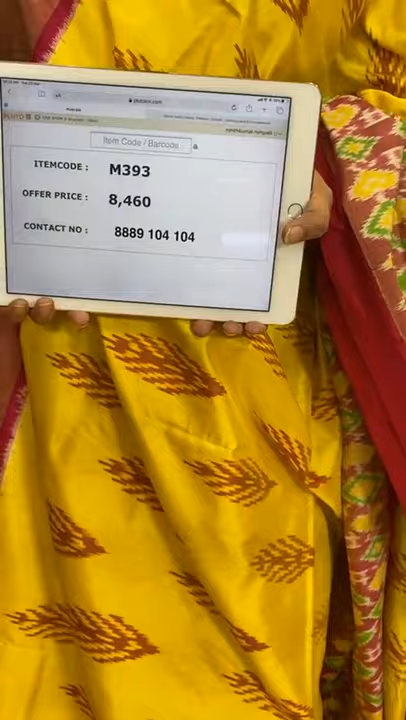 Item Code / Barcode
ITEMCODE : M393
OFFER PRICE : 8,460
CONTACT NO : 8889 104 104